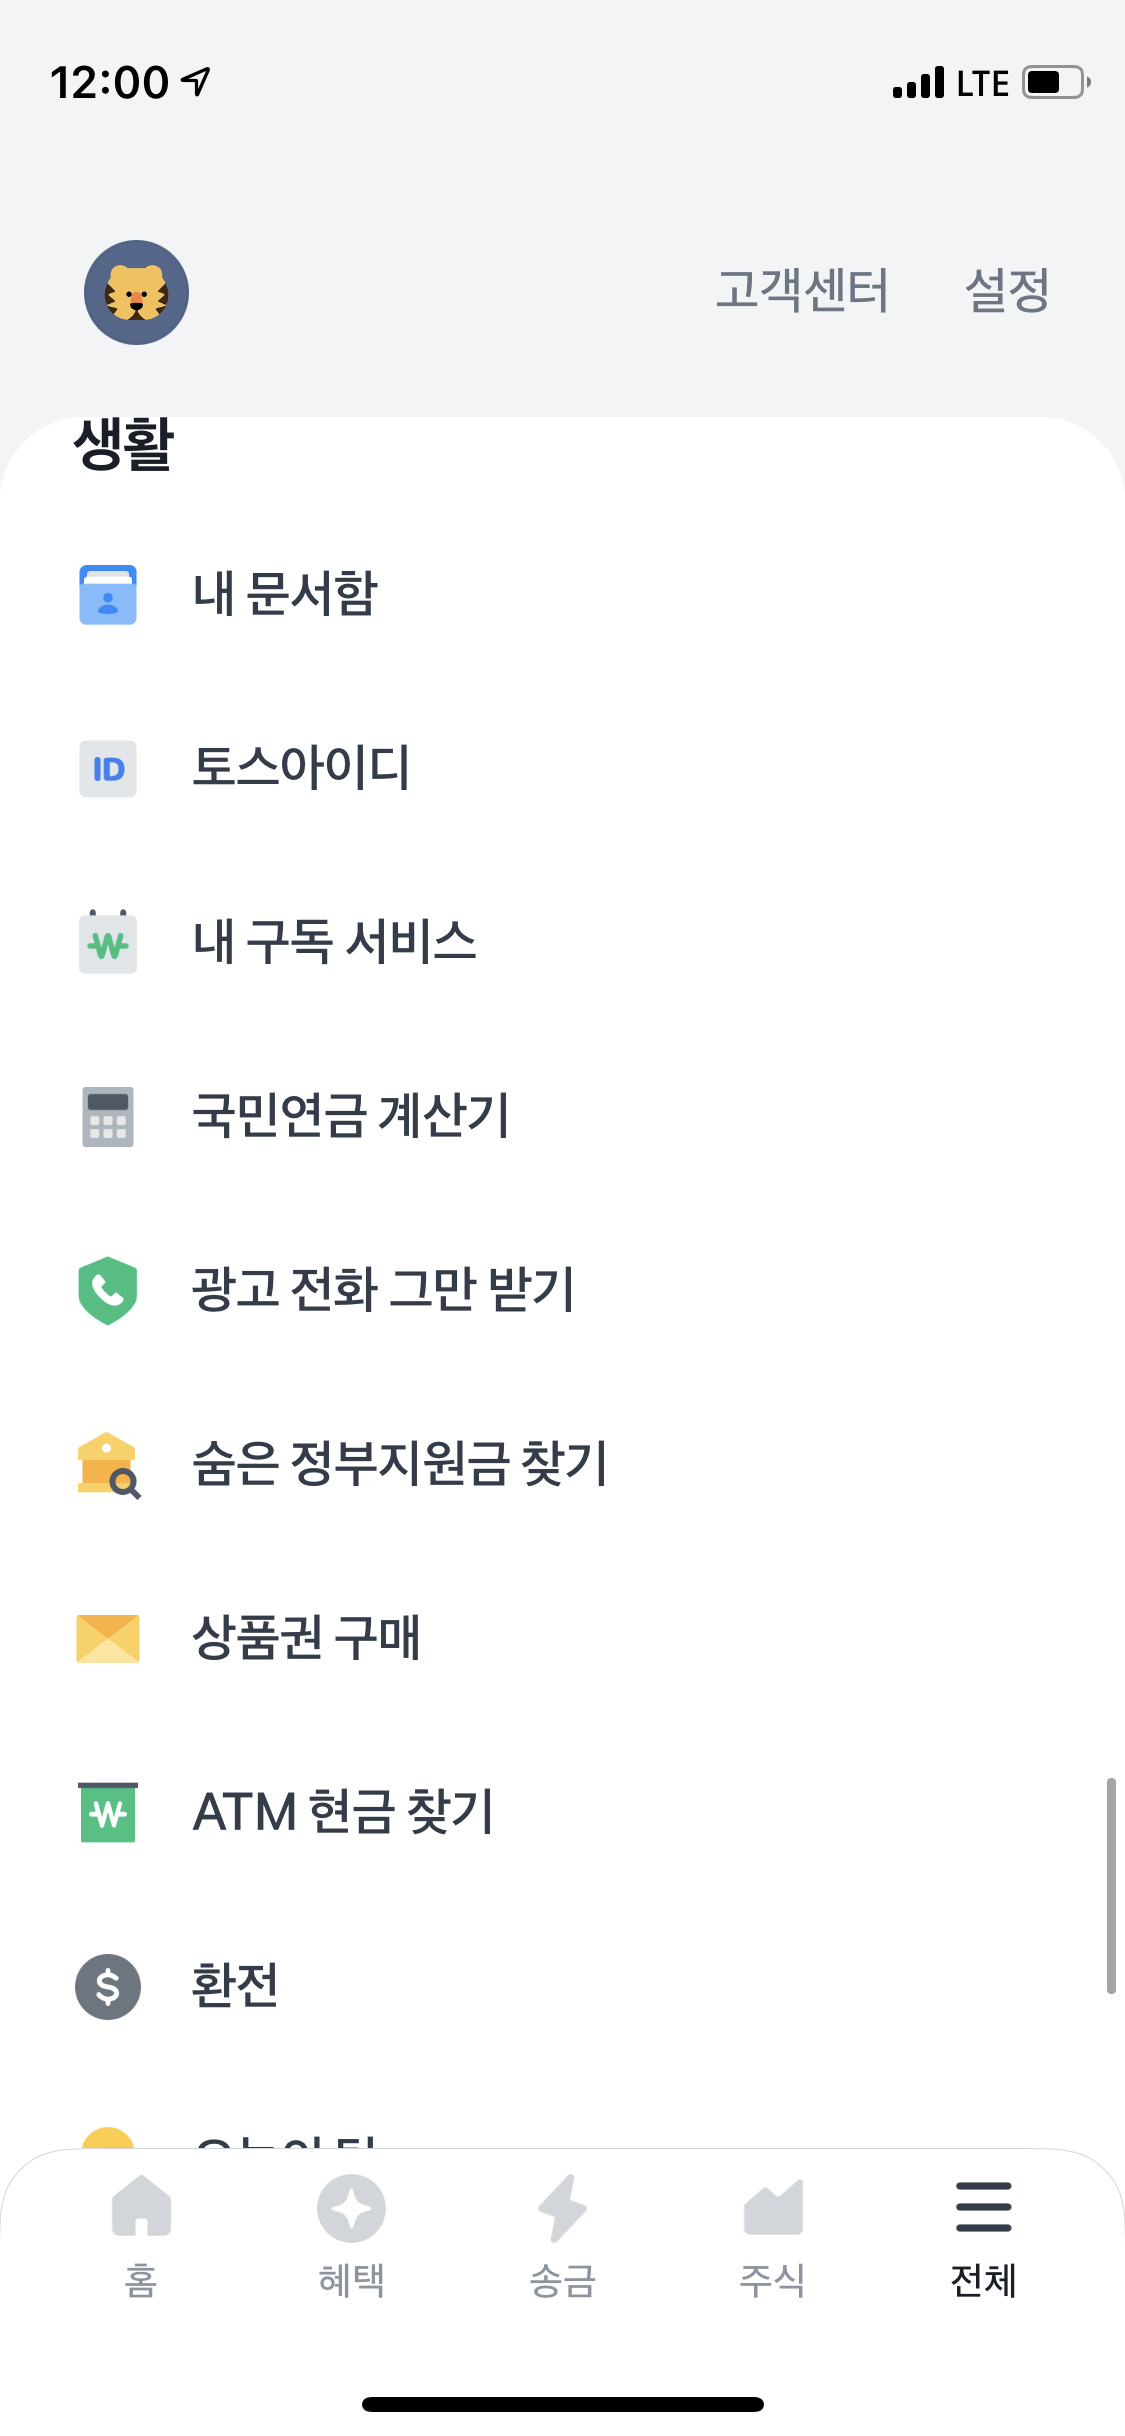 12:00
LTE
고객센터
설정
생활
내 문서함
ID
토스아이디
W
내 구독 서비스
국민연금 계산기
광고 전화 그만 받기
숨은 정부지원금 찾기
상품권 구매
W
ATM 현금 찾기
$
환전
홈
혜택
송금
주식
전체